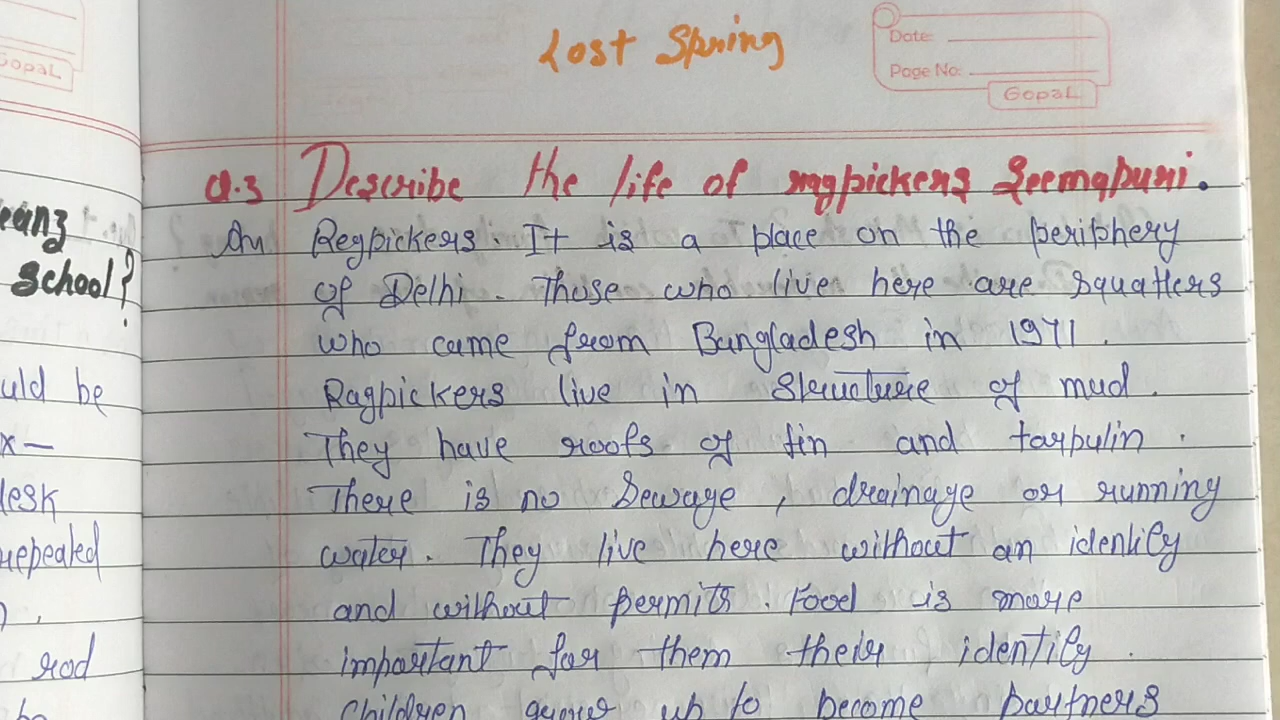 Gopal
Lost Spring
Date:
Page No:
Gopal
Q.3 Describe the life of ragpickers Seemapuri.
Ans Regpickers. It is a place on the periphery
of Delhi. Those who live here are squatters
who came from Bangladesh in 1971.
Ragpickers live in structure of mud.
They have roofs of tin and tarpulin.
There is no sewage, drainage or running
water. They live here without an identity
and without permits. Food is more
important for them their identity.
Children grow up to become partners
school?
uld be
x—
repeated
rod